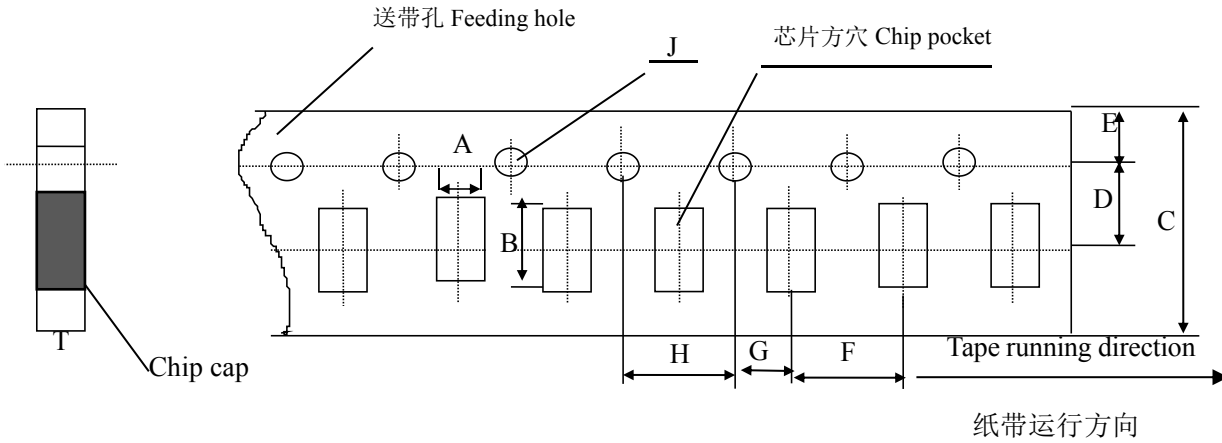 送带孔 Feeding hole
J
芯片方穴 Chip pocket
E
A
D
C
B
T
H
G
F
Tape running direction
Chip cap
纸带运行方向